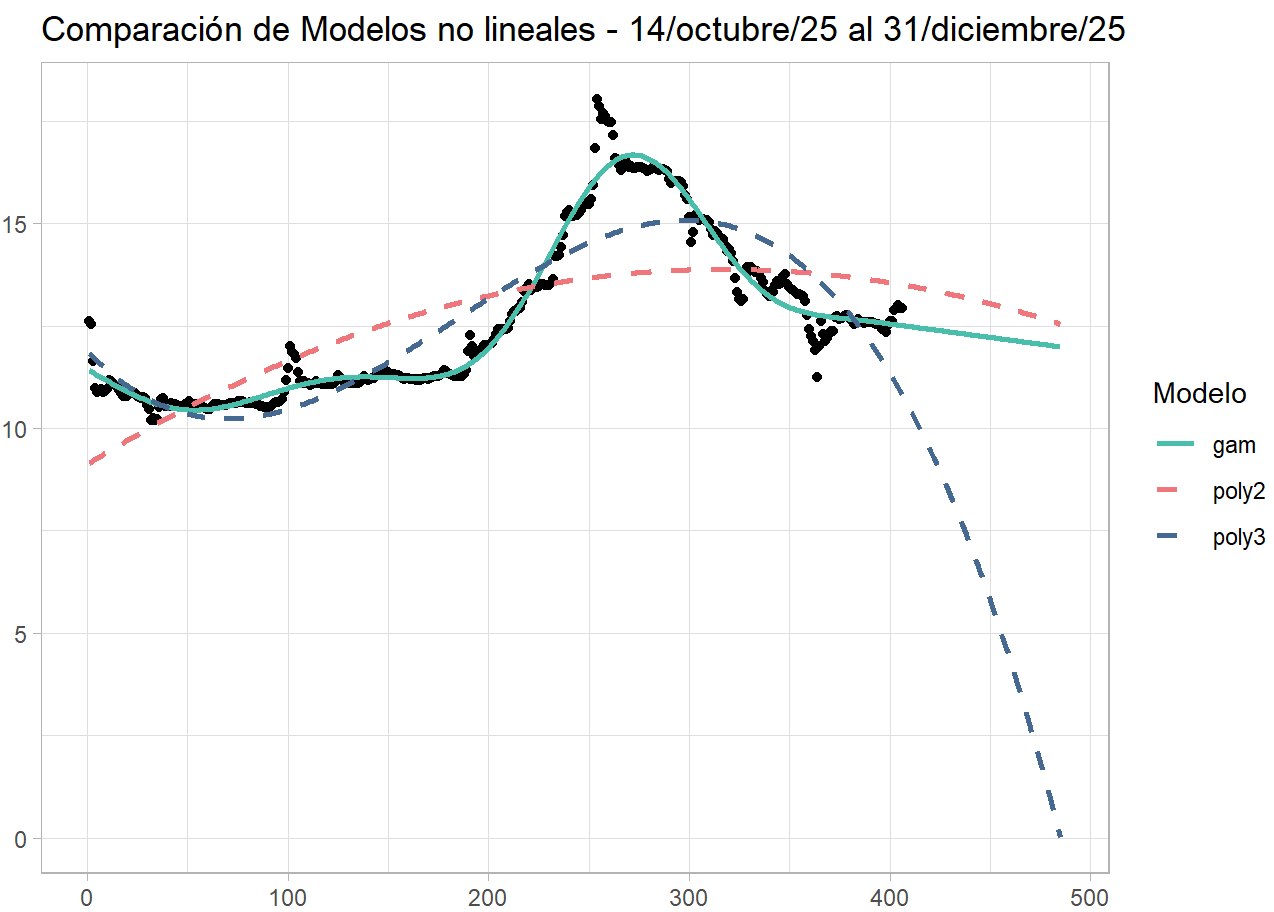 Comparación de Modelos no lineales - 14/octubre/25 al 31/diciembre/25
15
10
5
0
0 100 200 300 400 500
Modelo
gam
poly2
poly3